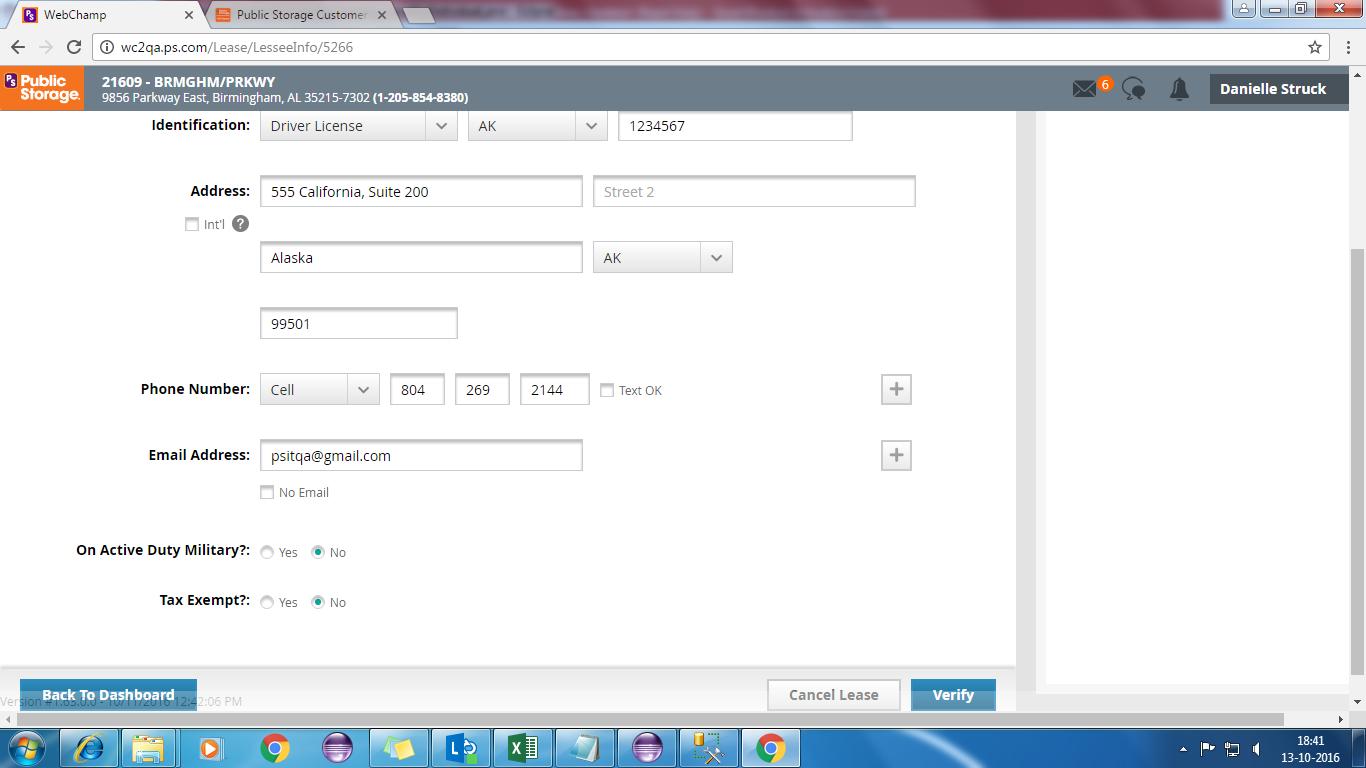 WebChamp
Public Storage Customer
wc2qa.ps.com/Lease/LesseeInfo/5266
PS Public Storage.
21609 - BRMGHM/PRKWY
9856 Parkway East, Birmingham, AL 35215-7302 (1-205-854-8380)
6
Danielle Struck
Identification: Driver License AK 1234567
Address: 555 California, Suite 200 Street 2
Int'l ?
Alaska AK
99501
Phone Number: Cell 804 269 2144 Text OK +
Email Address: psitqa@gmail.com +
No Email
On Active Duty Military?: Yes No
Tax Exempt?: Yes No
Back To Dashboard Cancel Lease Verify
Version #1.63.0.0 - 10/11/2016 12:42:06 PM
18:41
13-10-2016